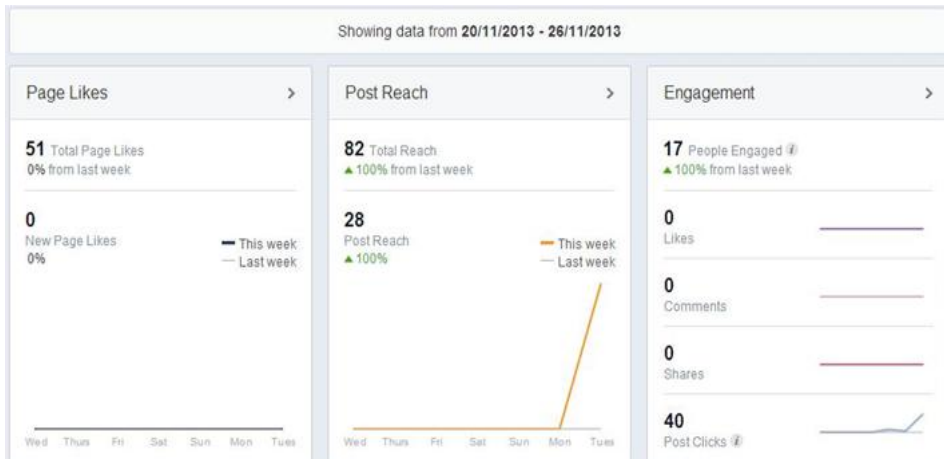 Showing data from 20/11/2013 - 26/11/2013
Page Likes
51 Total Page Likes
0% from last week
0
New Page Likes
0%
This week
Last week
Wed Thurs Fri Sat Sun Mon Tues
Post Reach
82 Total Reach
100% from last week
28
Post Reach
100%
This week
Last week
Wed Thurs Fri Sat Sun Mon Tues
Engagement
17 People Engaged
100% from last week
0
Likes
0
Comments
0
Shares
40
Post Clicks